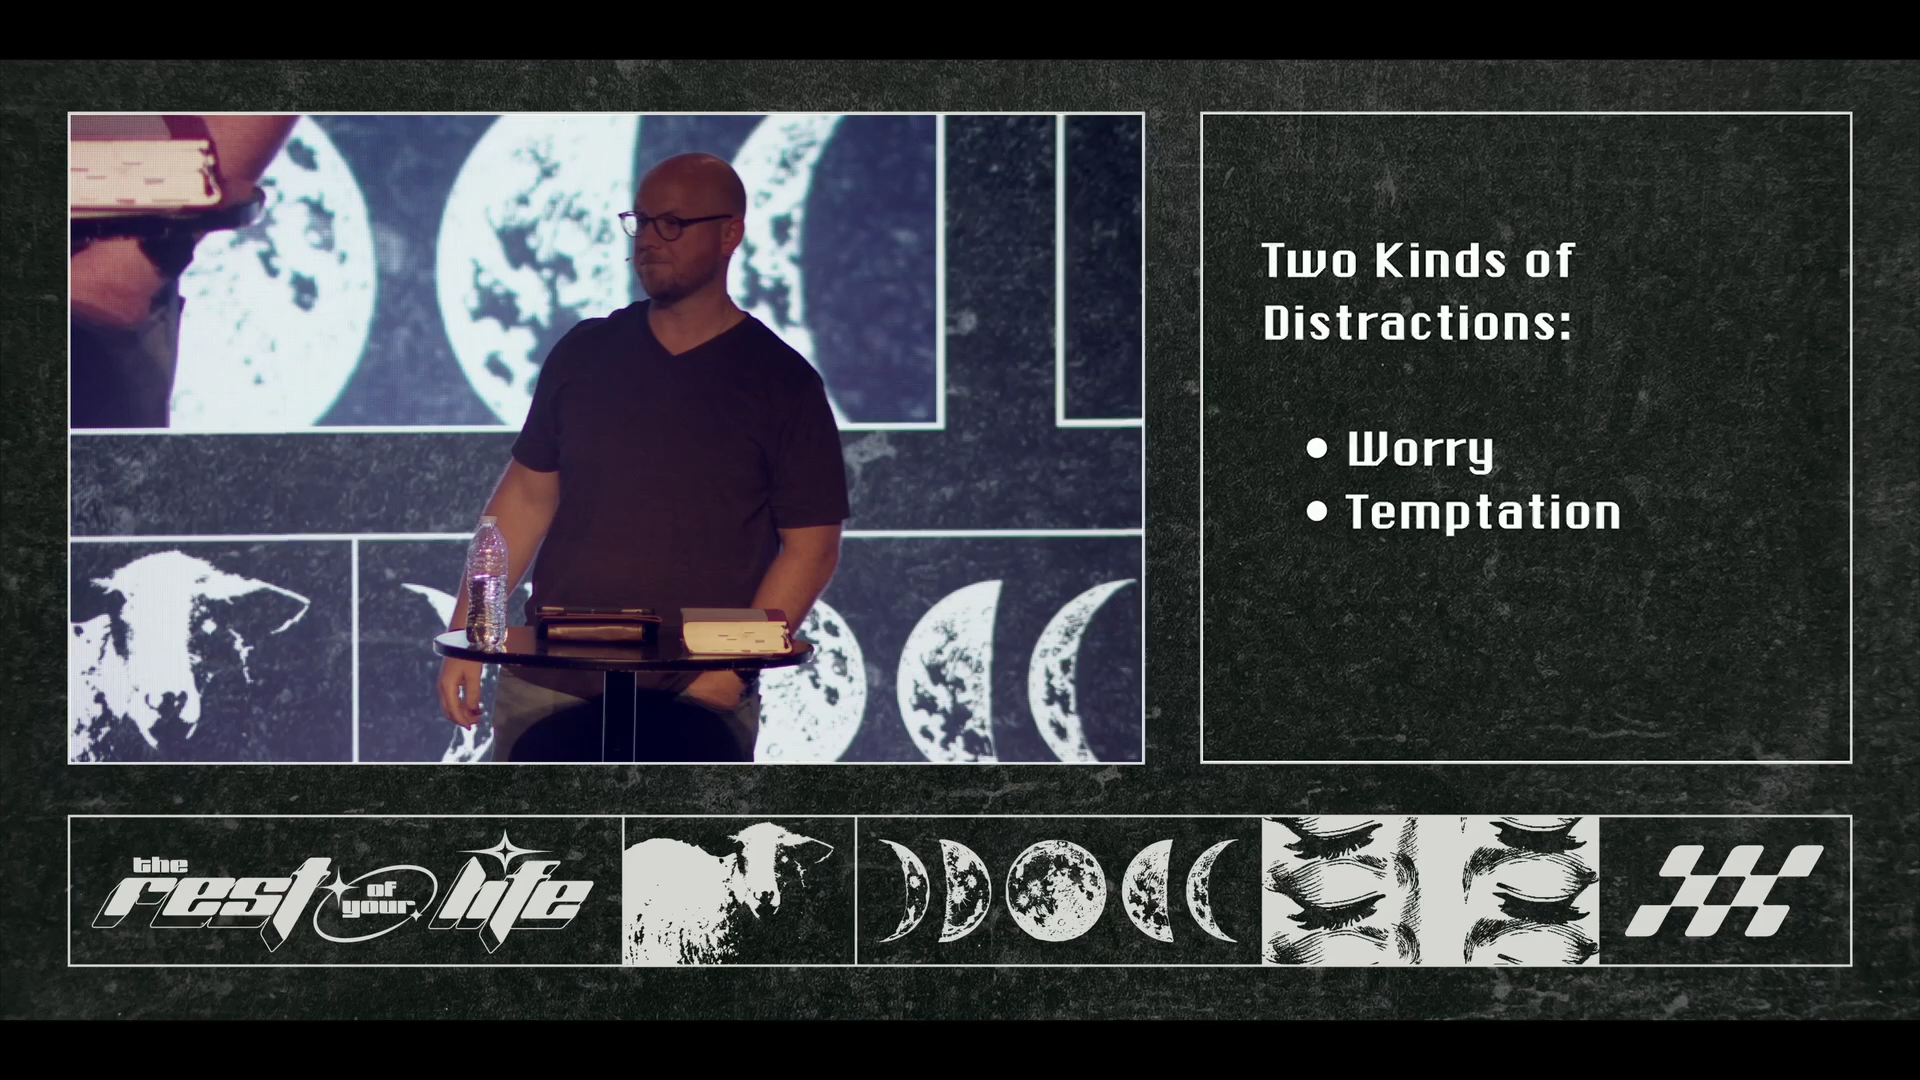 Two Kinds of
Distractions:
• Worry
• Temptation
the
rest of your life